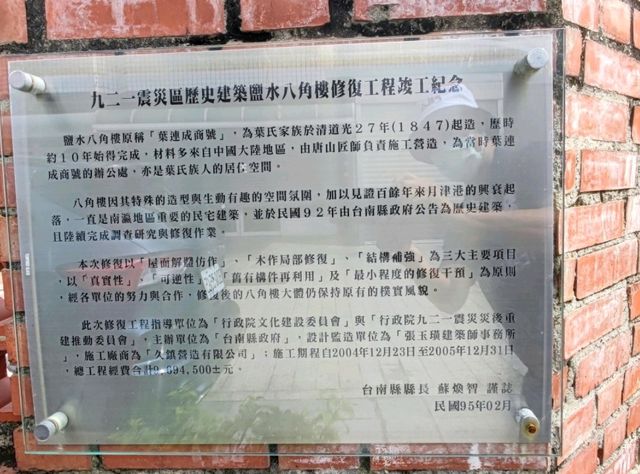 九二一震災區歷史建築鹽水八角樓修復工程竣工紀念
鹽水八角樓原稱「葉連成商號」，為葉氏家族於清道光27年(1847)起造，歷時
約10年始得完成，材料多來自中國大陸地區，由唐山匠師負責施工營造，為當時葉連
成商號的辦公處，亦是葉氏族人的居住空間。
八角樓因其特殊的造型與生動有趣的空間氛圍，加以見證百餘年來月津港的興衰起
落，一直是南瀛地區重要的民宅建築，並於民國92年由台南縣政府公告為歷史建築，
且陸續完成調查研究與修復作業。
本次修復以「屋面解體仿作」、「木作局部修復」、「結構補強」為三大主要項目
，以「真實性」、「可逆性」、「舊有構件再利用」及「最小程度的修復干預」為原則
，經各單位的努力與合作，修復後的八角樓大體仍保持原有的樸實風貌。
此次修復工程指導單位為「行政院文化建設委員會」與「行政院九二一震災災後重
建推動委員會」，主辦單位為「台南縣政府」，設計監造單位為「張玉璜建築師事務所
」，施工廠商為「久鎮營造有限公司」；施工期程自2004年12月23日至2005年12月31日
，總工程經費合計9,594,500±元。
台南縣縣長 蘇煥智 謹誌
民國95年02月